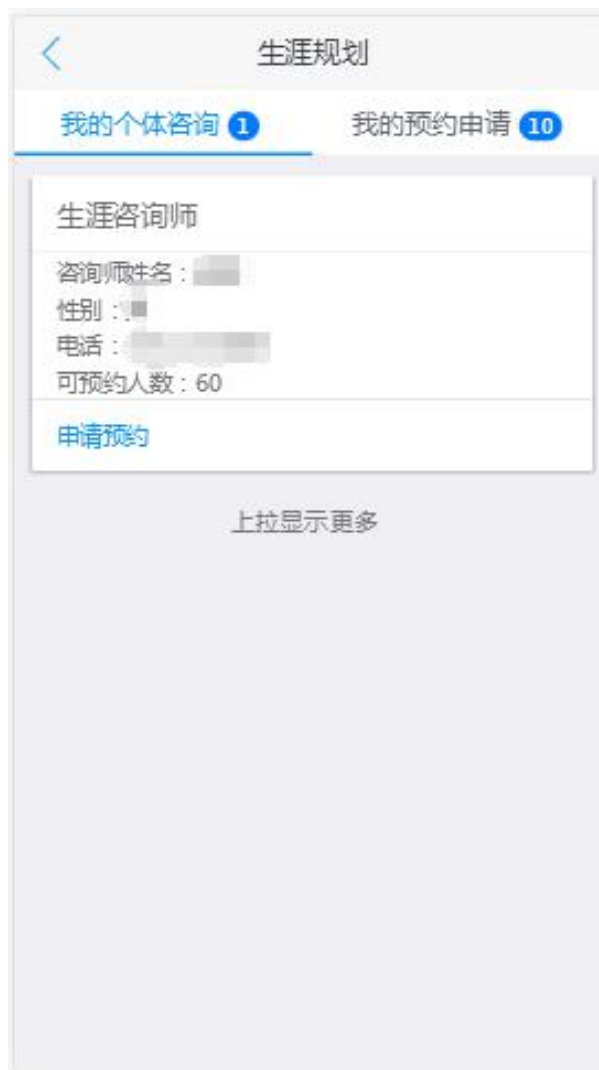 生涯规划
我的个体咨询 1
我的预约申请 10
生涯咨询师
咨询师姓名：
性别：
电话：
可预约人数：60
申请预约
上拉显示更多